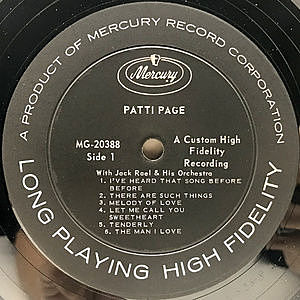 A PRODUCT OF MERCURY RECORD CORPORATION
Mercury
PATTI PAGE
MG-20388
Side 1
A Custom High
Fidelity
Recording
With Jack Rael & His Orchestra
1. I'VE HEARD THAT SONG BEFORE
BEFORE
2. THERE ARE SUCH THINGS
3. MELODY OF LOVE
4. LET ME CALL YOU
SWEETHEART
5. TENDERLY
6. THE MAN I LOVE
LONG PLAYING HIGH FIDELITY